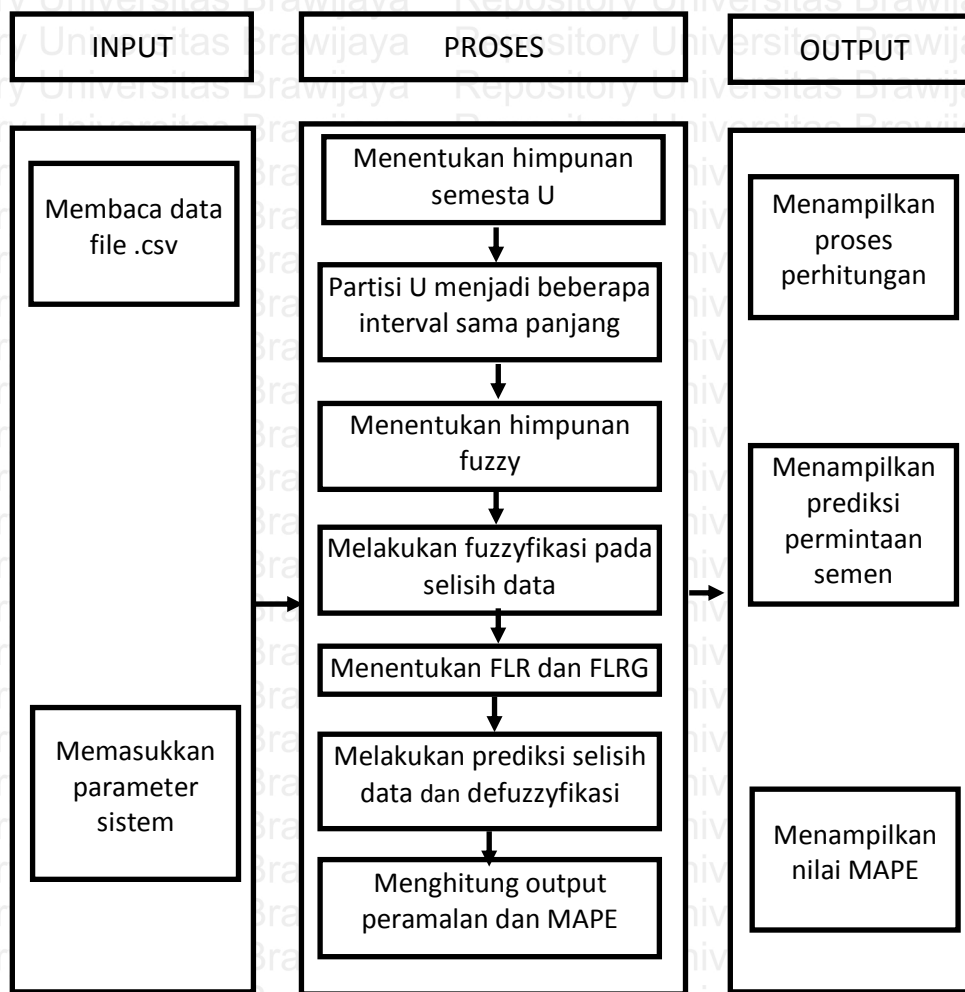 INPUT
PROSES
OUTPUT
Membaca data
file .csv
Memasukkan
parameter
sistem
Menentukan himpunan
semesta U
Partisi U menjadi beberapa
interval sama panjang
Menentukan himpunan
fuzzy
Melakukan fuzzyfikasi pada
selisih data
Menentukan FLR dan FLRG
Melakukan prediksi selisih
data dan defuzzyfikasi
Menghitung output
peramalan dan MAPE
Menampilkan
proses
perhitungan
Menampilkan
prediksi
permintaan
semen
Menampilkan
nilai MAPE